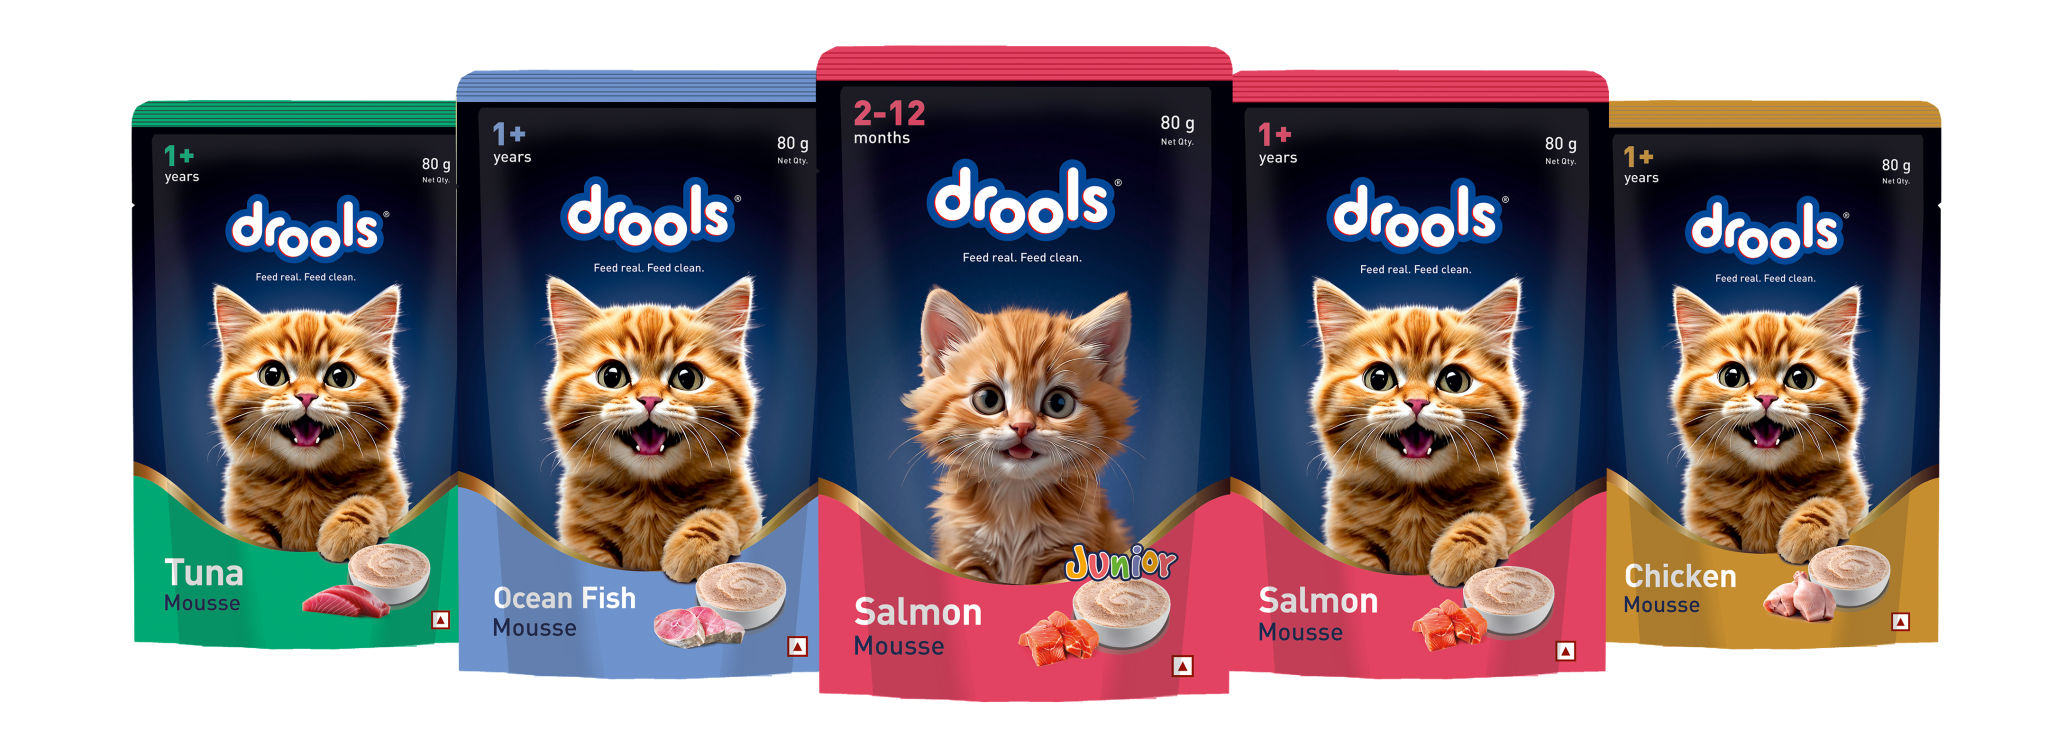 1+
years
80 g
Net Qty.
drools®
Feed real. Feed clean.
Tuna
Mousse
1+
years
80 g
Net Qty.
drools®
Feed real. Feed clean.
Ocean Fish
Mousse
2-12
months
80 g
Net Qty.
drools®
Feed real. Feed clean.
Junior
Salmon
Mousse
1+
years
80 g
Net Qty.
drools®
Feed real. Feed clean.
Salmon
Mousse
1+
years
80 g
Net Qty.
drools®
Feed real. Feed clean.
Chicken
Mousse